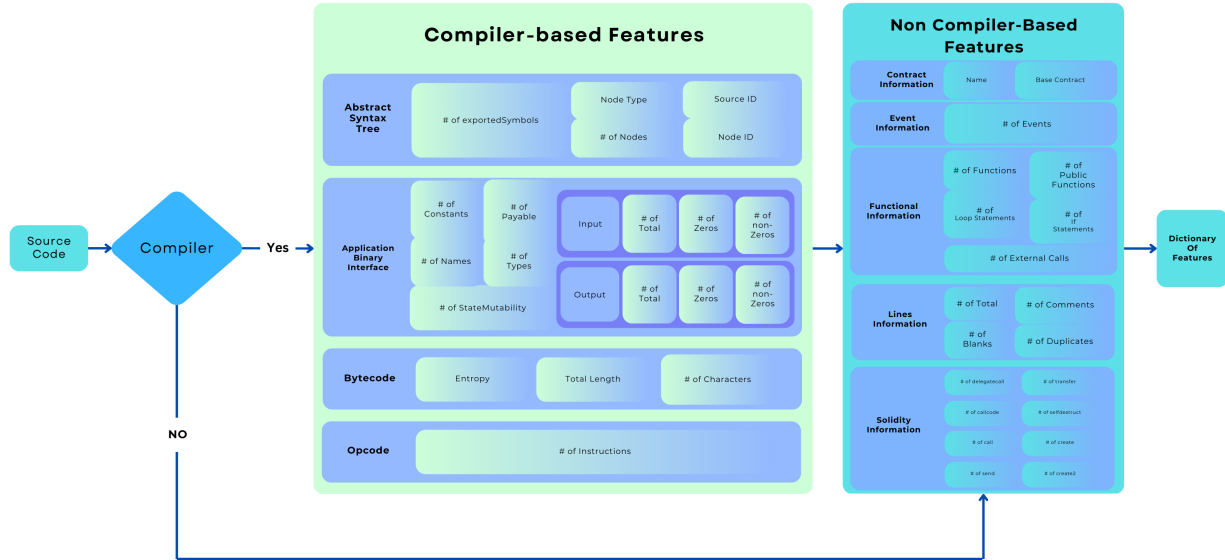 Source
Code
Compiler
Yes
NO
Compiler-based Features
Abstract
Syntax
Tree
# of exportedSymbols
Node Type
Source ID
# of Nodes
Node ID
Application
Binary
Interface
# of
Constants
# of
Payable
# of Names
# of
Types
# of StateMutability
Input
# of
Total
# of
Zeros
# of
non-
Zeros
Output
# of
Total
# of
Zeros
# of
non-
Zeros
Bytecode
Entropy
Total Length
# of Characters
Opcode
# of Instructions
Non Compiler-Based
Features
Contract
Information
Name
Base Contract
Event
Information
# of Events
Functional
Information
# of Functions
# of
Public
Functions
# of
Loop Statements
# of
If
Statements
# of External Calls
Lines
Information
# of Total
# of Comments
# of
Blanks
# of Duplicates
Solidity
Information
# of delegatecall
# of transfer
# of callcode
# of selfdestruct
# of call
# of create
# of send
# of create2
Dictionary
Of
Features